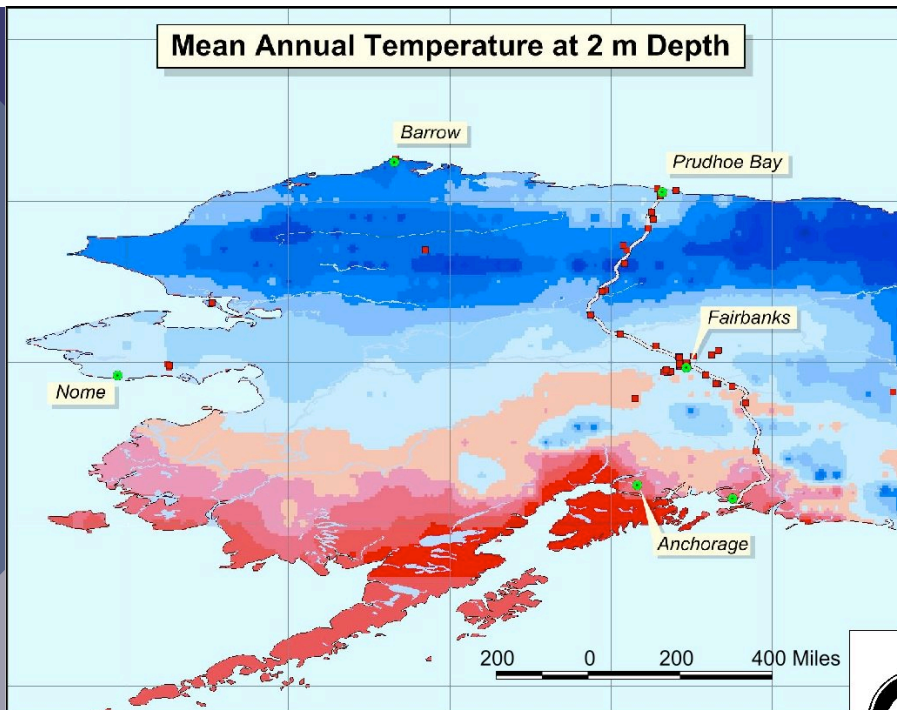 Mean Annual Temperature at 2 m Depth
Barrow
Prudhoe Bay
Fairbanks
Nome
Anchorage
200 0 200 400 Miles